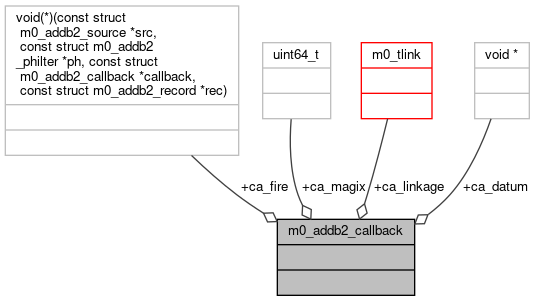 void(*)(const struct
m0_addb2_source *src,
const struct m0_addb2
_philter *ph, const struct
m0_addb2_callback *callback,
const struct m0_addb2_record *rec)
uint64_t
m0_tlink
void *
+ca_fire
+ca_magix
+ca_linkage
+ca_datum
m0_addb2_callback